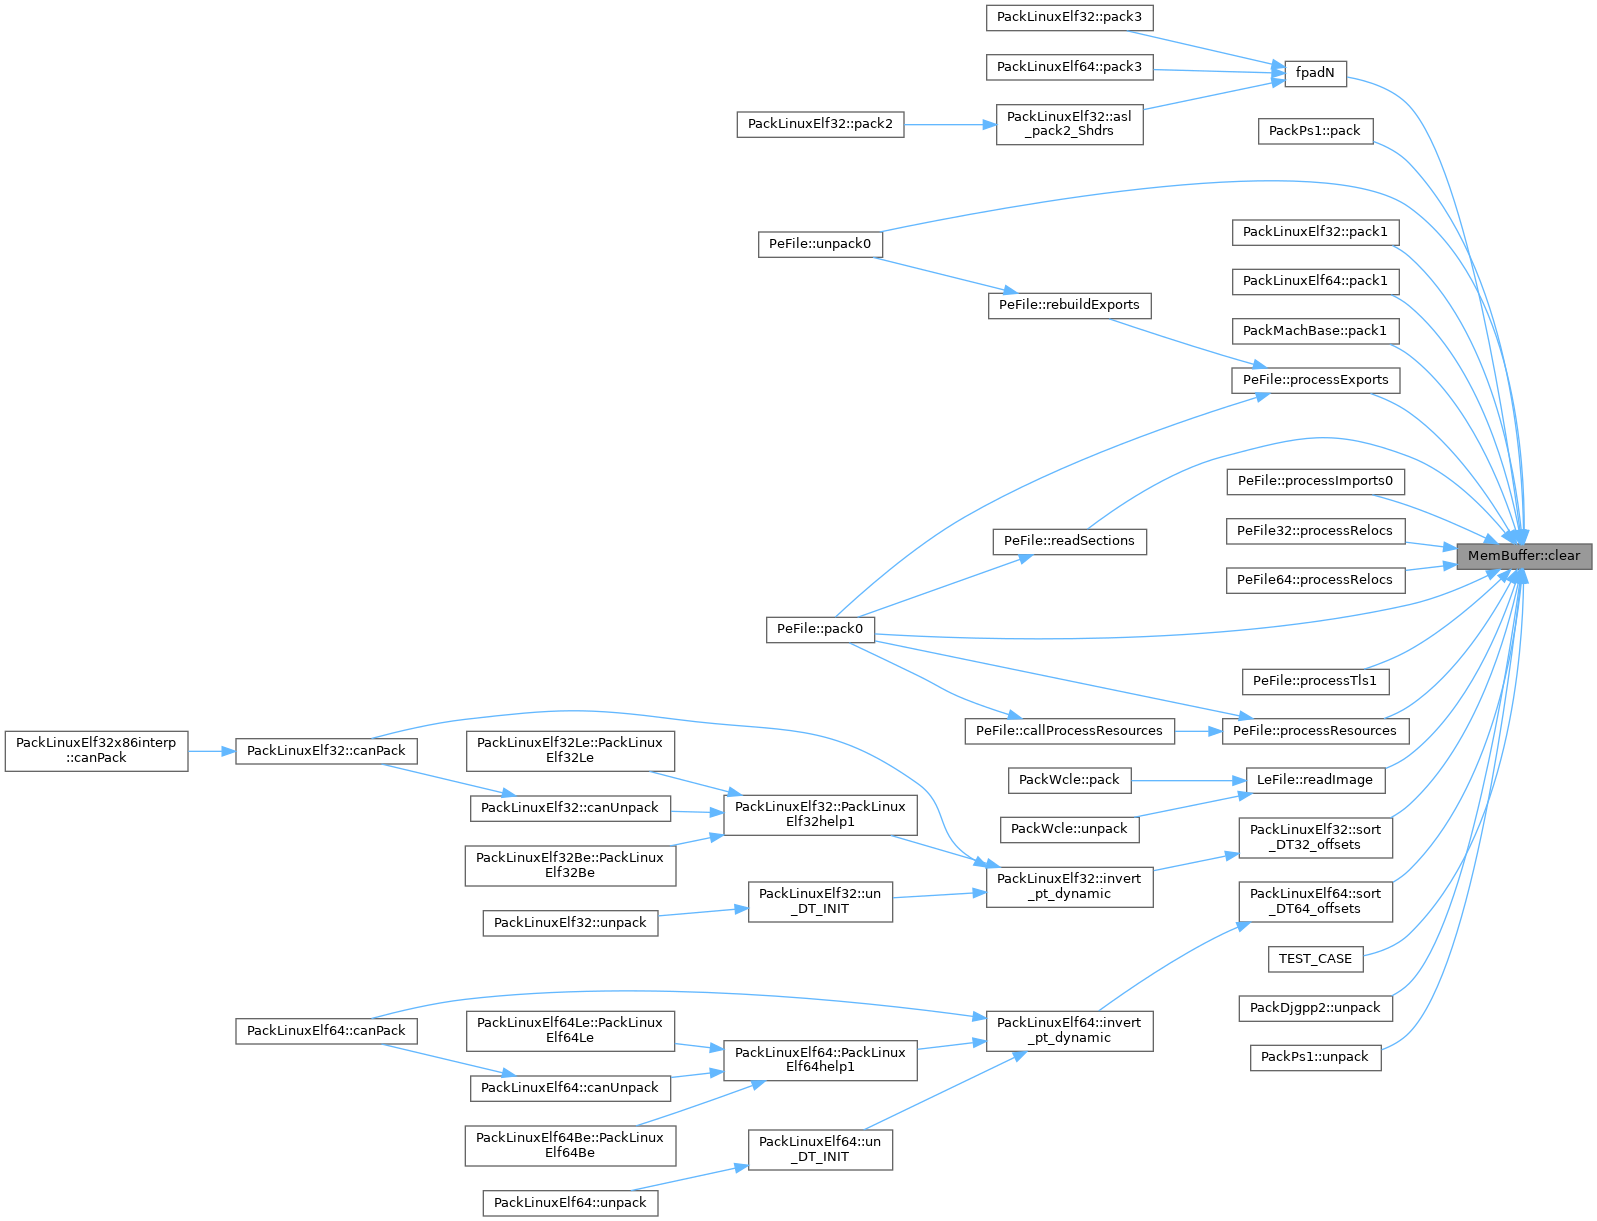 PackLinuxElf32::pack3
PackLinuxElf64::pack3
fpadN
PackLinuxElf32::pack2
PackLinuxElf32::asl
_pack2_Shdrs
PackPs1::pack
PeFile::unpack0
PackLinuxElf32::pack1
PackLinuxElf64::pack1
PeFile::rebuildExports
PackMachBase::pack1
PeFile::processExports
PeFile::processImports0
PeFile32::processRelocs
PeFile::readSections
MemBuffer::clear
PeFile64::processRelocs
PeFile::pack0
PeFile::processTls1
PeFile::callProcessResources
PeFile::processResources
PackLinuxElf32x86interp
::canPack
PackLinuxElf32::canPack
PackLinuxElf32Le::PackLinux
Elf32Le
PackWcle::pack
LeFile::readImage
PackLinuxElf32::canUnpack
PackLinuxElf32::PackLinux
Elf32help1
PackWcle::unpack
PackLinuxElf32::sort
_DT32_offsets
PackLinuxElf32Be::PackLinux
Elf32Be
PackLinuxElf32::invert
_pt_dynamic
PackLinuxElf32::un
_DT_INIT
PackLinuxElf64::sort
_DT64_offsets
PackLinuxElf32::unpack
TEST_CASE
PackDjgpp2::unpack
PackLinuxElf64::canPack
PackLinuxElf64Le::PackLinux
Elf64Le
PackLinuxElf64::invert
_pt_dynamic
PackLinuxElf64::PackLinux
Elf64help1
PackPs1::unpack
PackLinuxElf64::canUnpack
PackLinuxElf64Be::PackLinux
Elf64Be
PackLinuxElf64::un
_DT_INIT
PackLinuxElf64::unpack